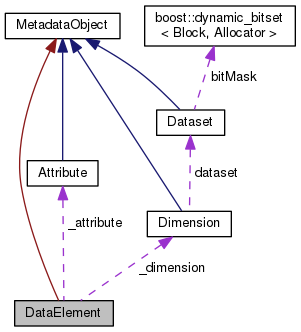 MetadataObject
boost::dynamic_bitset
< Block, Allocator >
bitMask
Dataset
dataset
Attribute
_attribute
Dimension
_dimension
DataElement